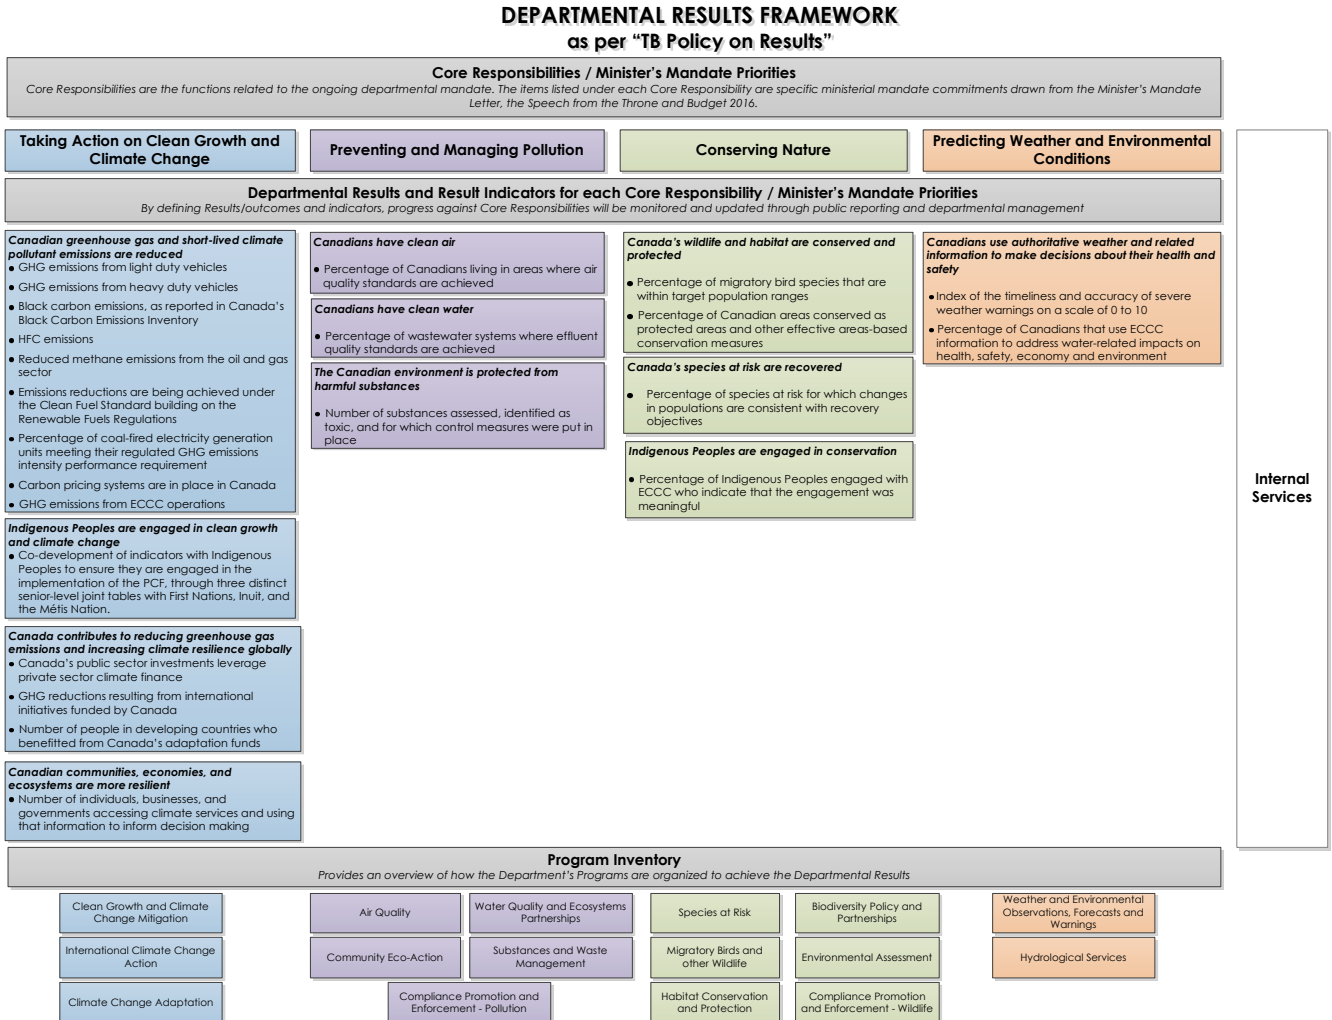 DEPARTMENTAL RESULTS FRAMEWORK
as per “TB Policy on Results”
Core Responsibilities / Minister’s Mandate Priorities
Core Responsibilities are the functions related to the ongoing departmental mandate. The items listed under each Core Responsibility are specific ministerial mandate commitments drawn from the Minister’s Mandate
Letter, the Speech from the Throne and Budget 2016.
Taking Action on Clean Growth and
Climate Change
Preventing and Managing Pollution
Conserving Nature
Predicting Weather and Environmental
Conditions
Departmental Results and Result Indicators for each Core Responsibility / Minister’s Mandate Priorities
By defining Results/outcomes and indicators, progress against Core Responsibilities will be monitored and updated through public reporting and departmental management
Canadian greenhouse gas and short-lived climate
pollutant emissions are reduced
• GHG emissions from light duty vehicles
• GHG emissions from heavy duty vehicles
• Black carbon emissions, as reported in Canada’s
Black Carbon Emissions Inventory
• HFC emissions
• Reduced methane emissions from the oil and gas
sector
• Emissions reductions are being achieved under
the Clean Fuel Standard building on the
Renewable Fuels Regulations
• Percentage of coal-fired electricity generation
units meeting their regulated GHG emissions
intensity performance requirement
• Carbon pricing systems are in place in Canada
• GHG emissions from ECCC operations
Indigenous Peoples are engaged in clean growth
and climate change
• Co-development of indicators with Indigenous
Peoples to ensure they are engaged in the
implementation of the PCF, through three distinct
senior-level joint tables with First Nations, Inuit, and
the Métis Nation.
Canada contributes to reducing greenhouse gas
emissions and increasing climate resilience globally
• Canada’s public sector investments leverage
private sector climate finance
• GHG reductions resulting from international
initiatives funded by Canada
• Number of people in developing countries who
benefitted from Canada’s adaptation funds
Canadian communities, economies, and
ecosystems are more resilient
• Number of individuals, businesses, and
governments accessing climate services and using
that information to inform decision making
Canadians have clean air
• Percentage of Canadians living in areas where air
quality standards are achieved
Canadians have clean water
• Percentage of wastewater systems where effluent
quality standards are achieved
The Canadian environment is protected from
harmful substances
• Number of substances assessed, identified as
toxic, and for which control measures were put in
place
Canada’s wildlife and habitat are conserved and
protected
• Percentage of migratory bird species that are
within target population ranges
• Percentage of Canadian areas conserved as
protected areas and other effective areas-based
conservation measures
Canada’s species at risk are recovered
• Percentage of species at risk for which changes
in populations are consistent with recovery
objectives
Indigenous Peoples are engaged in conservation
• Percentage of Indigenous Peoples engaged with
ECCC who indicate that the engagement was
meaningful
Canadians use authoritative weather and related
information to make decisions about their health and
safety
• Index of the timeliness and accuracy of severe
weather warnings on a scale of 0 to 10
• Percentage of Canadians that use ECCC
information to address water-related impacts on
health, safety, economy and environment
Internal
Services
Program Inventory
Provides an overview of how the Department’s Programs are organized to achieve the Departmental Results
Clean Growth and Climate
Change Mitigation
International Climate Change
Action
Climate Change Adaptation
Air Quality
Water Quality and Ecosystems
Partnerships
Community Eco-Action
Substances and Waste
Management
Compliance Promotion and
Enforcement - Pollution
Species at Risk
Biodiversity Policy and
Partnerships
Migratory Birds and
other Wildlife
Environmental Assessment
Habitat Conservation
and Protection
Compliance Promotion
and Enforcement - Wildlife
Weather and Environmental
Observations, Forecasts and
Warnings
Hydrological Services